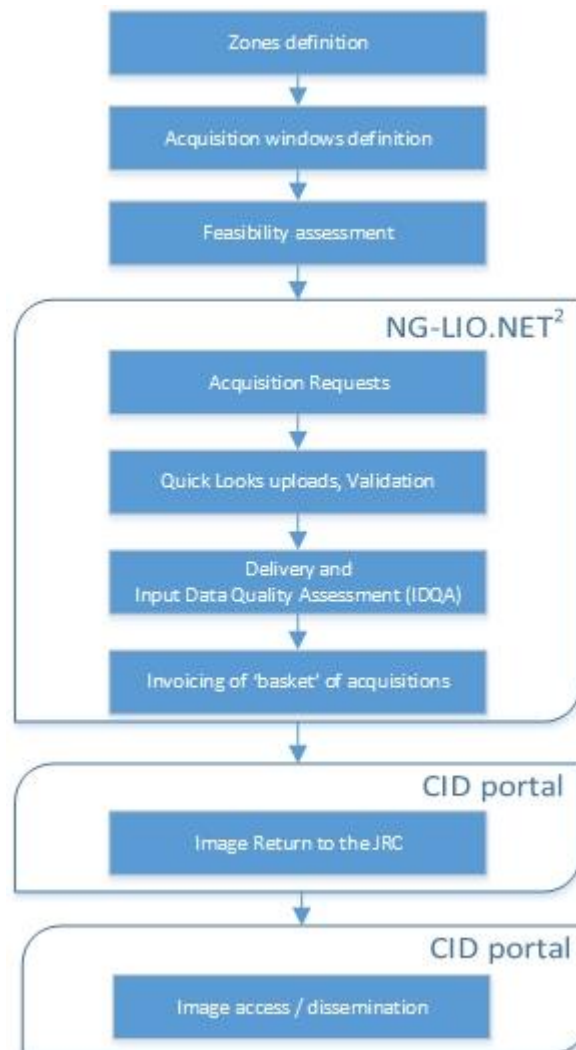 Zones definition
Acquisition windows definition
Feasibility assessment
NG-LIO.NET²
Acquisition Requests
Quick Looks uploads, Validation
Delivery and
Input Data Quality Assessment (IDQA)
Invoicing of ‘basket’ of acquisitions
CID portal
Image Return to the JRC
CID portal
Image access / dissemination